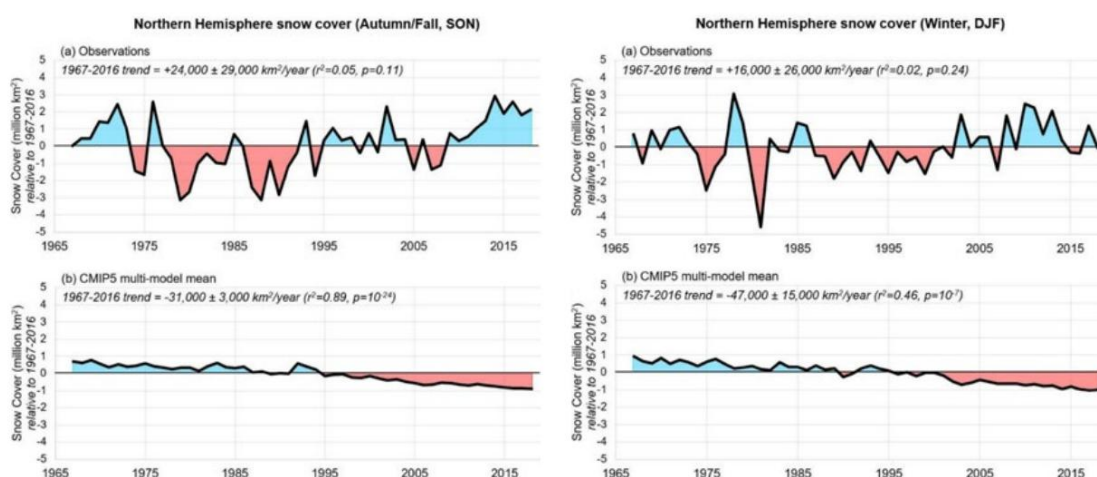 Northern Hemisphere snow cover (Autumn/Fall, SON)
(a) Observations
1967-2016 trend = +24,000 ± 29,000 km²/year (r²=0.05, p=0.11)
Snow Cover (million km²)
relative to 1967-2016
5
4
3
2
1
0
-1
-2
-3
-4
-5
1965 1975 1985 1995 2005 2015
(b) CMIP5 multi-model mean
1967-2016 trend = -31,000 ± 3,000 km²/year (r²=0.89, p=10⁻²⁴)
Snow Cover (million km²)
relative to 1967-2016
5
4
3
2
1
0
-1
-2
-3
-4
-5
1965 1975 1985 1995 2005 2015
Northern Hemisphere snow cover (Winter, DJF)
(a) Observations
1967-2016 trend = +16,000 ± 26,000 km²/year (r²=0.02, p=0.24)
Snow Cover (million km²)
relative to 1967-2016
5
4
3
2
1
0
-1
-2
-3
-4
-5
1965 1975 1985 1995 2005 2015
(b) CMIP5 multi-model mean
1967-2016 trend = -47,000 ± 15,000 km²/year (r²=0.46, p=10⁻⁷)
Snow Cover (million km²)
relative to 1967-2016
5
4
3
2
1
0
-1
-2
-3
-4
-5
1965 1975 1985 1995 2005 2015